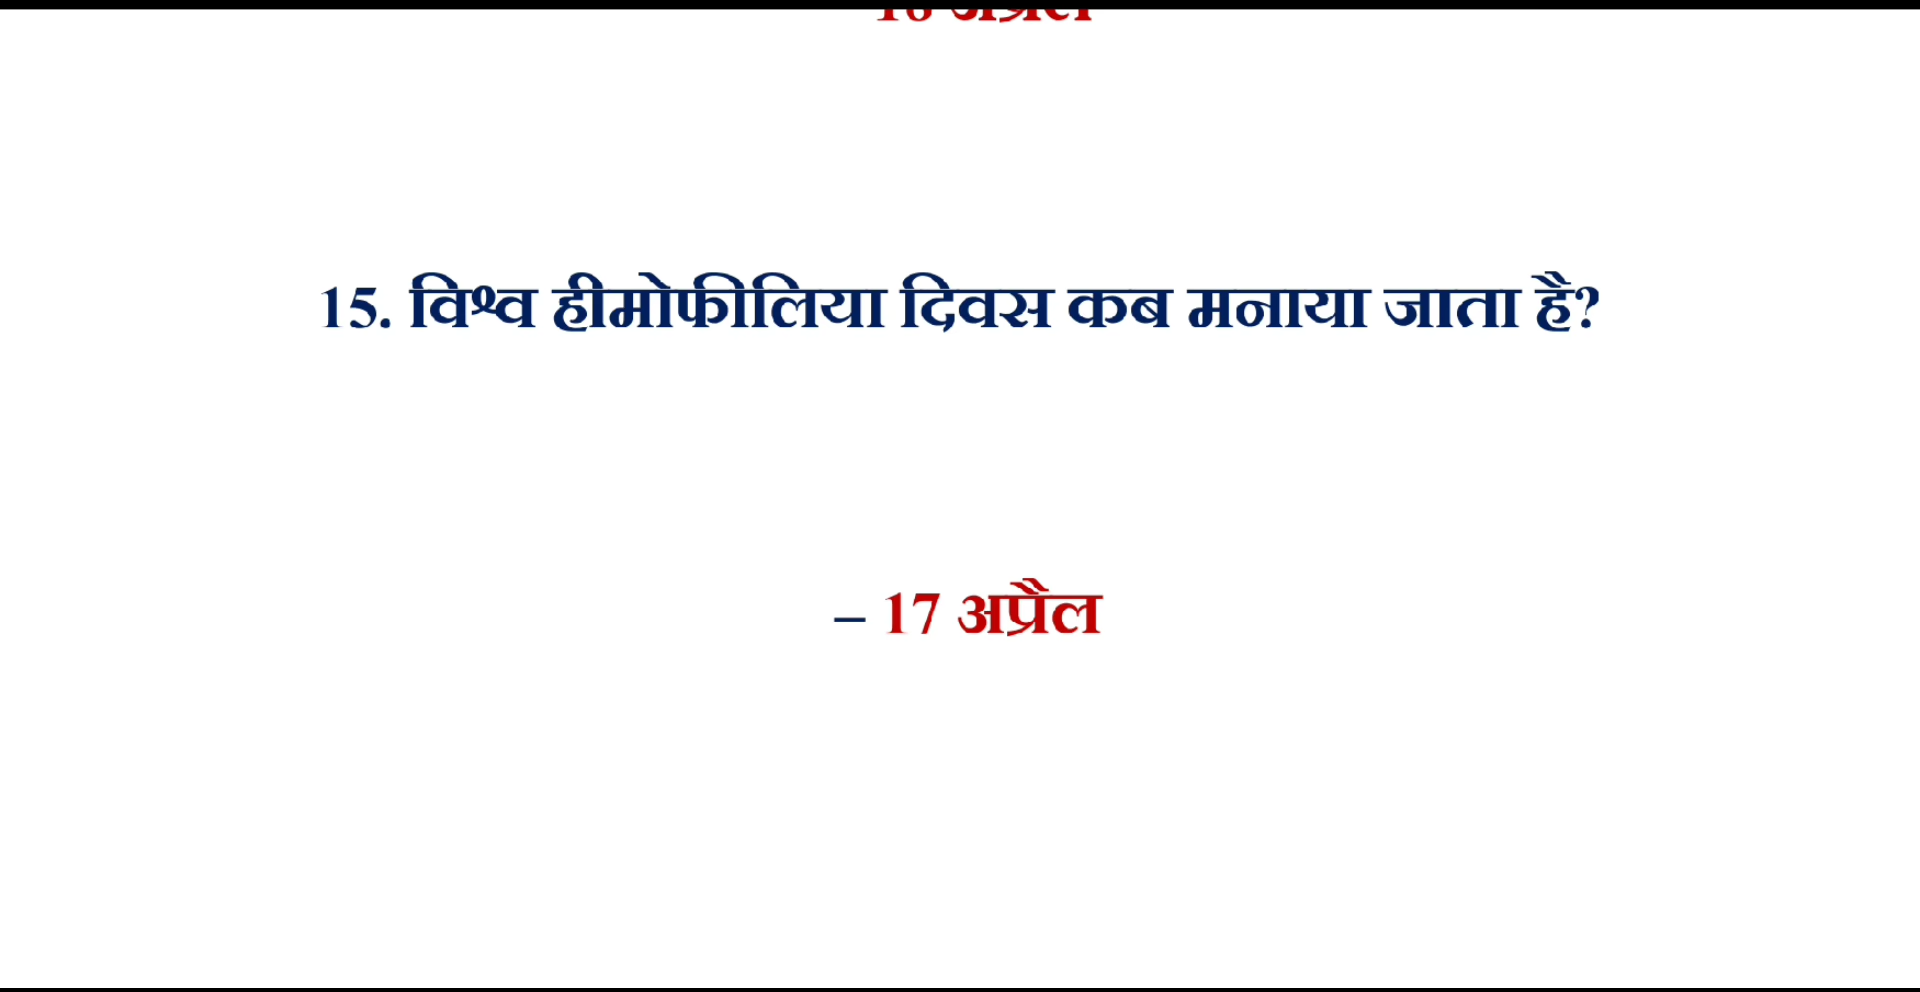 15. विश्व हीमोफीलिया दिवस कब मनाया जाता है?
– 17 अप्रैल